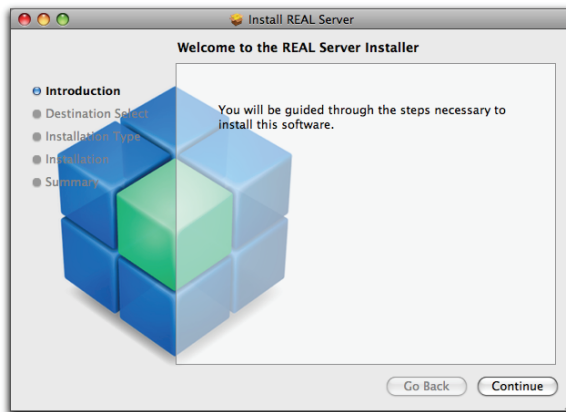 Install REAL Server
Welcome to the REAL Server Installer
Introduction
Destination Select
Installation Type
Installation
Summary
You will be guided through the steps necessary to
install this software.
Go Back
Continue